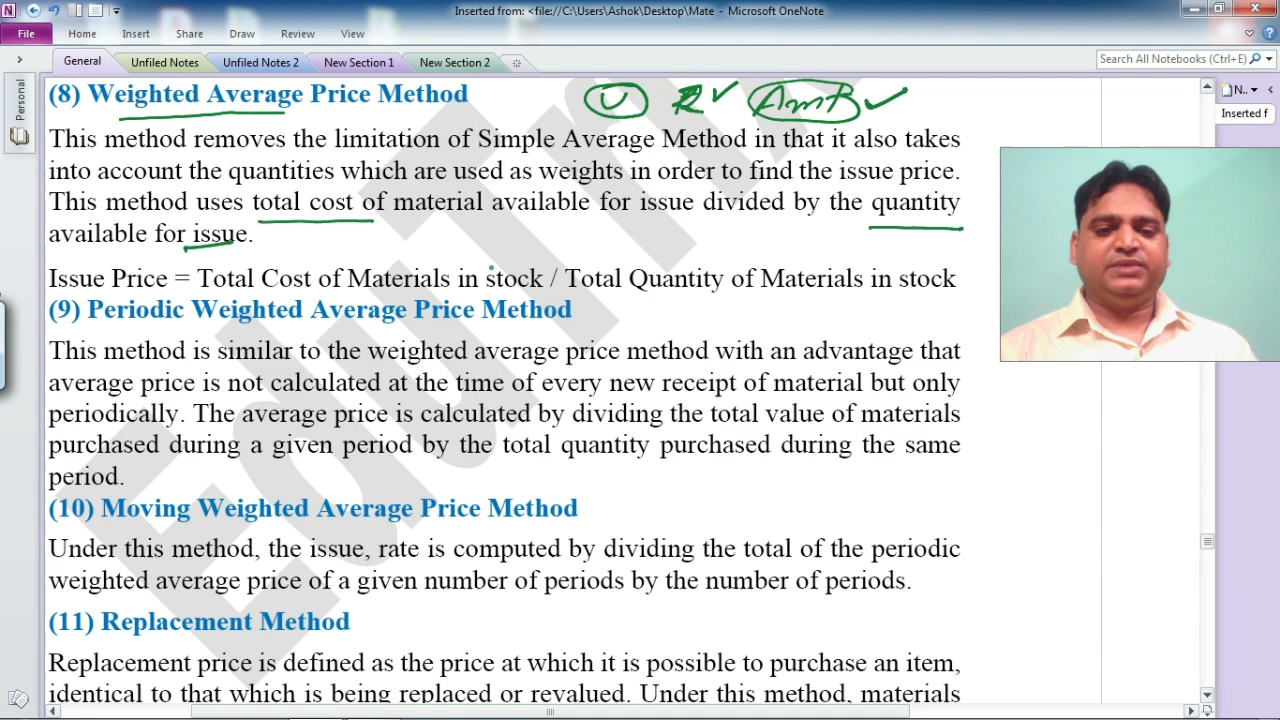 Inserted from: <file://C:\Users\Ashok\Desktop\Mate - Microsoft OneNote
File Home Insert Share Draw Review View
General Unfiled Notes Unfiled Notes 2 New Section 1 New Section 2
Search All Notebooks (Ctrl+E)
Personal
N..
Inserted f
(8) Weighted Average Price Method
This method removes the limitation of Simple Average Method in that it also takes
into account the quantities which are used as weights in order to find the issue price.
This method uses total cost of material available for issue divided by the quantity
available for issue.
Issue Price = Total Cost of Materials in stock / Total Quantity of Materials in stock
(9) Periodic Weighted Average Price Method
This method is similar to the weighted average price method with an advantage that
average price is not calculated at the time of every new receipt of material but only
periodically. The average price is calculated by dividing the total value of materials
purchased during a given period by the total quantity purchased during the same
period.
(10) Moving Weighted Average Price Method
Under this method, the issue, rate is computed by dividing the total of the periodic
weighted average price of a given number of periods by the number of periods.
(11) Replacement Method
Replacement price is defined as the price at which it is possible to purchase an item,
identical to that which is being replaced or revalued. Under this method, materials